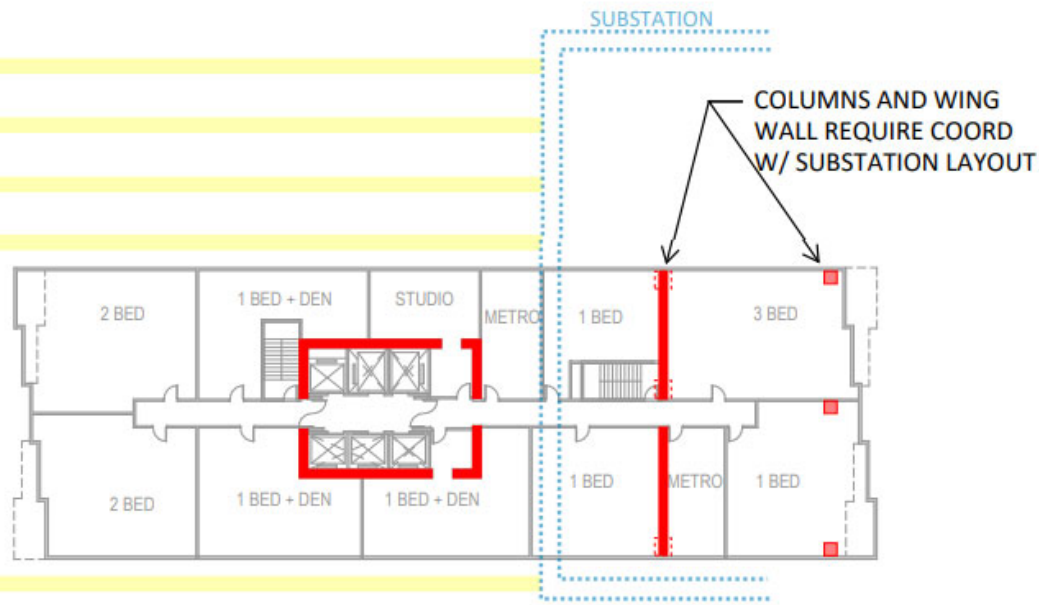 SUBSTATION
COLUMNS AND WING
WALL REQUIRE COORD
W/ SUBSTATION LAYOUT
2 BED
1 BED + DEN
STUDIO
METRO
1 BED
3 BED
2 BED
1 BED + DEN
1 BED + DEN
1 BED
METRO
1 BED